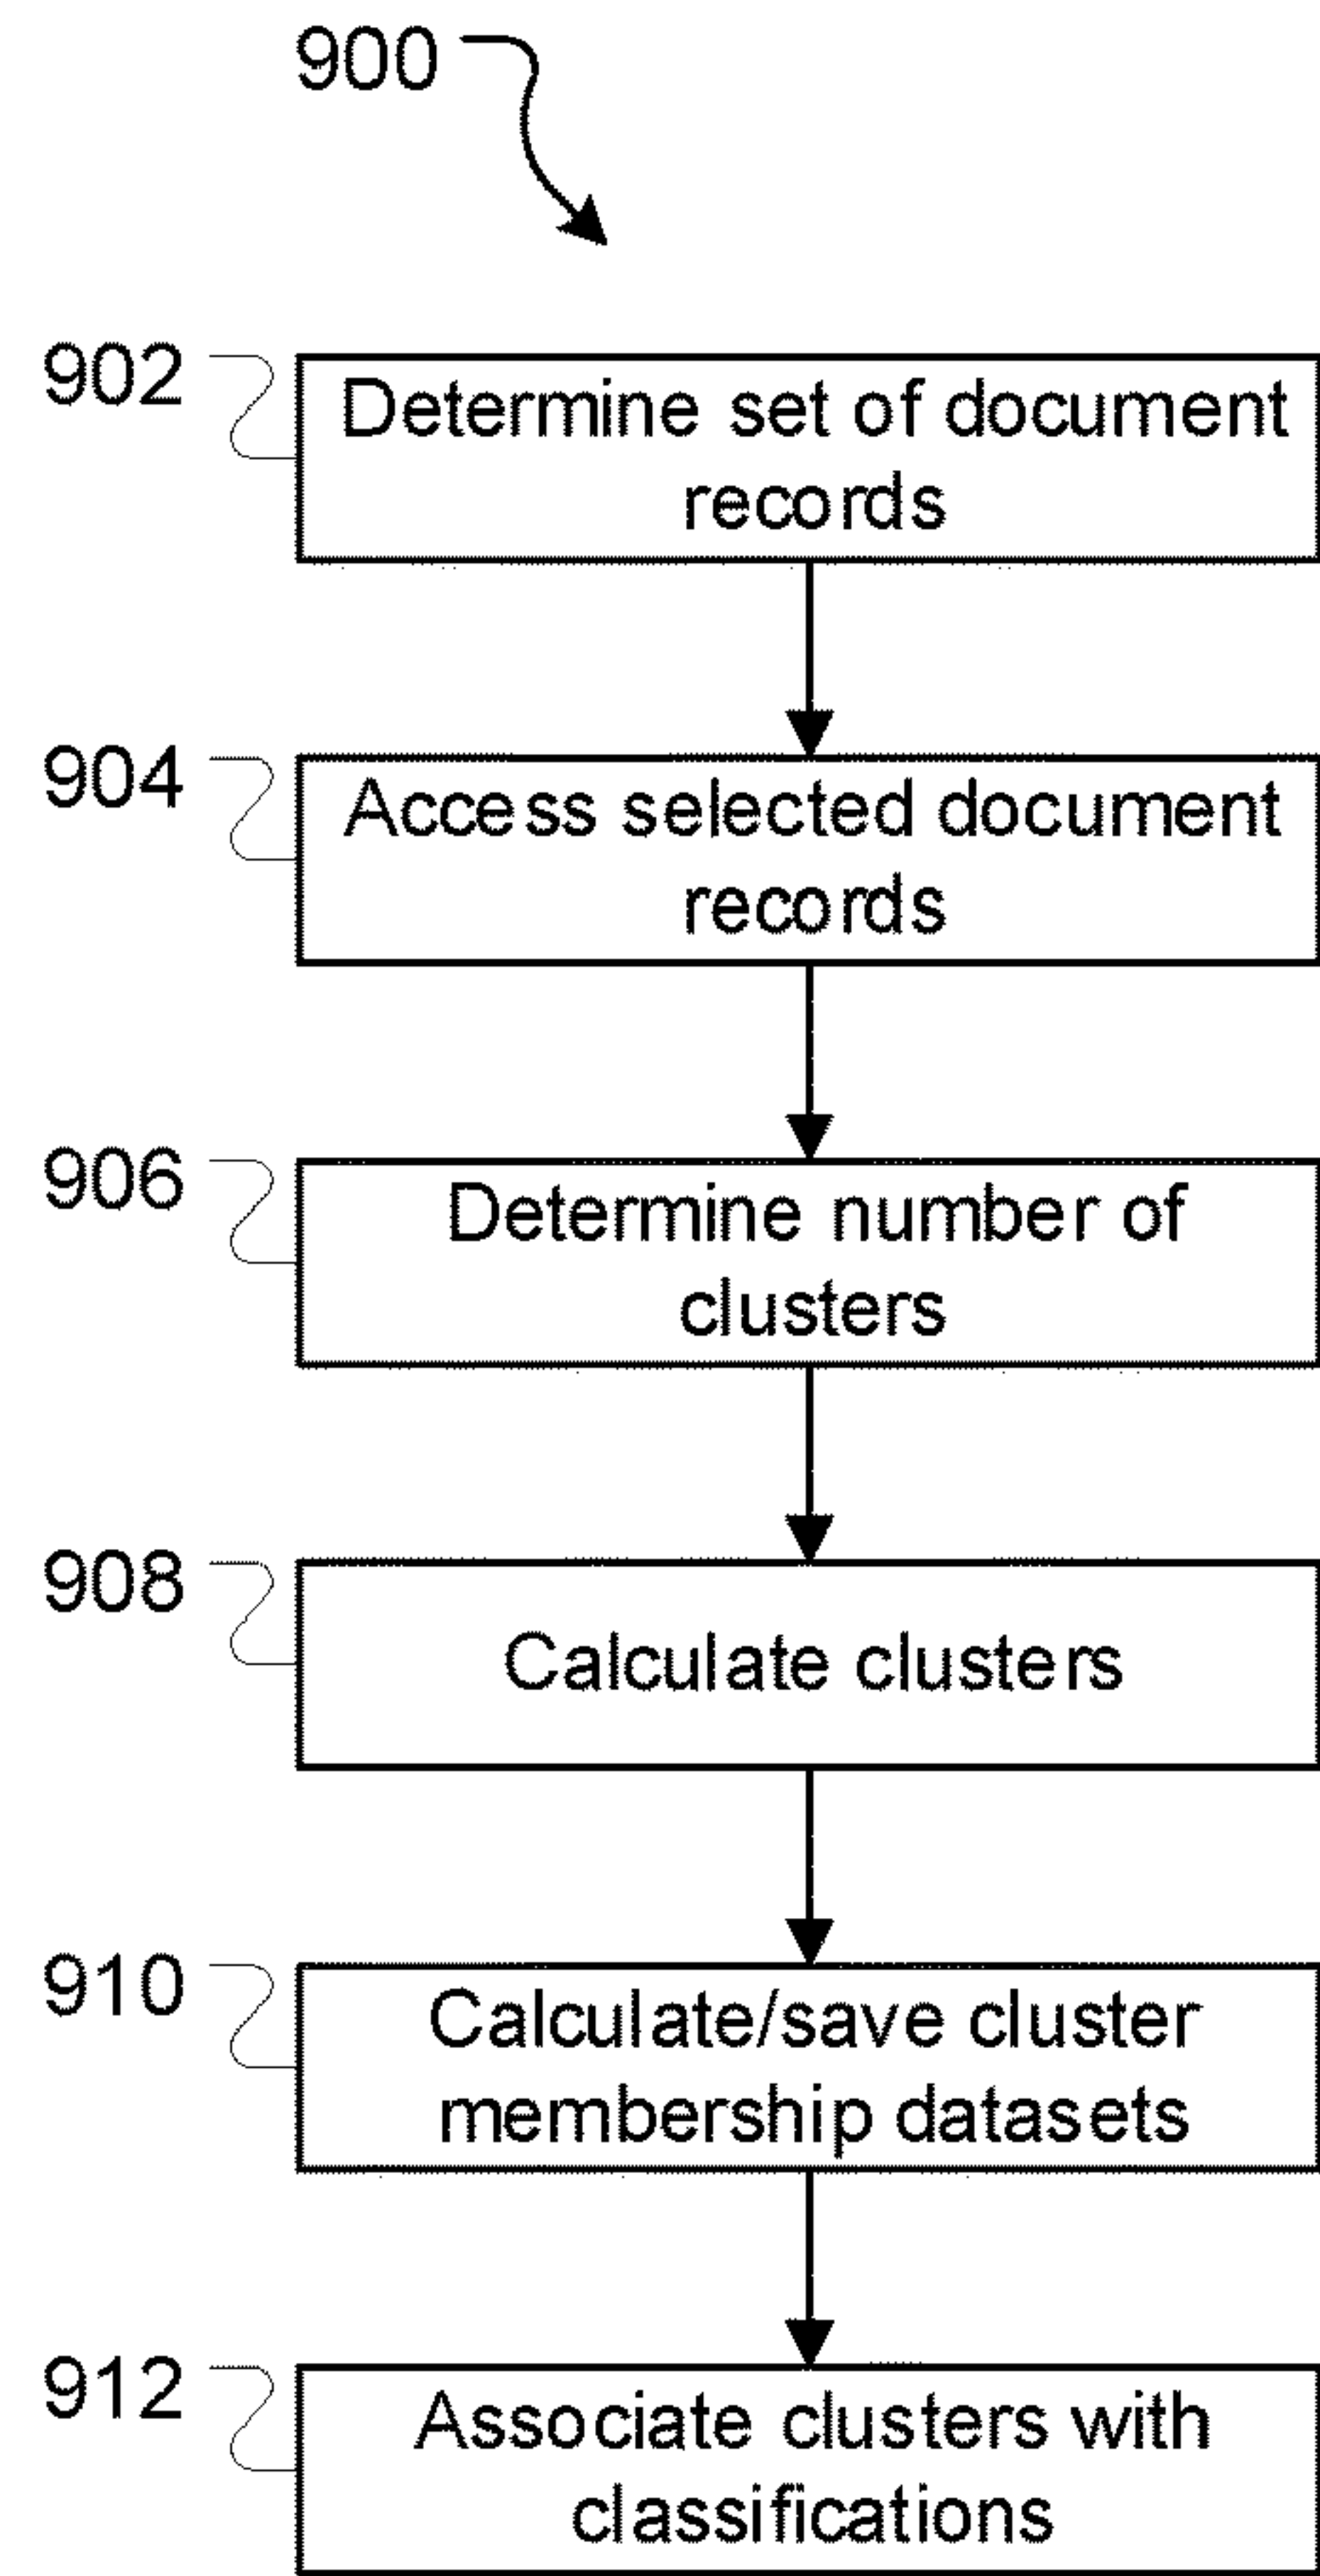 900
902
Determine set of document
records
904
Access selected document
records
906
Determine number of
clusters
908
Calculate clusters
910
Calculate/save cluster
membership datasets
912
Associate clusters with
classifications